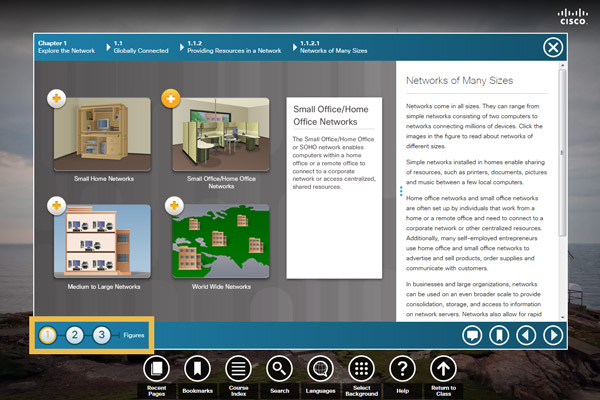 CISCO
Chapter 1
Explore the Network
1.1
Globally Connected
1.1.2
Providing Resources in a Network
1.1.2.1
Networks of Many Sizes
Small Home Networks
Small Office/Home Office
Networks
Medium to Large Networks
World Wide Networks
Small Office/Home
Office Networks
The Small Office/Home Office
or SOHO network enables
computers within a home
office or a remote office to
connect to a corporate
network or access centralized,
shared resources.
Networks of Many Sizes
Networks come in all sizes. They can range from
simple networks consisting of two computers to
networks connecting millions of devices. Click
the images in the figure to read about networks of
different sizes.
Simple networks installed in homes enable sharing
of resources, such as printers, documents, pictures
and music between a few local computers.
Home office networks and small office networks
are often set up by individuals that work from a
home or a remote office and need to connect to a
corporate network or other centralized resources.
Additionally, many self-employed entrepreneurs
use home office and small office networks to
advertise and sell products, order supplies and
communicate with customers.
In businesses and large organizations, networks
can be used on an even broader scale to provide
consolidation, storage, and access to information
on network servers. Networks also allow for rapid
1 2 3 Figures
Recent
Pages
Bookmarks
Course
Index
Search
Languages
Select
Background
Help
Return to
Class